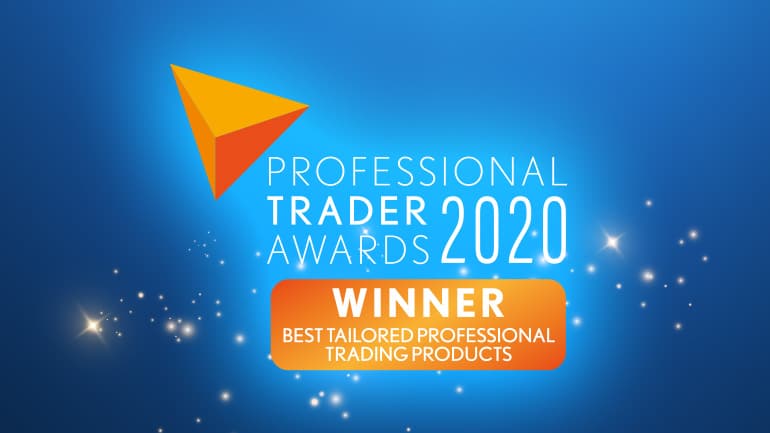 PROFESSIONAL
TRADER
AWARDS 2020
WINNER
BEST TAILORED PROFESSIONAL
TRADING PRODUCTS